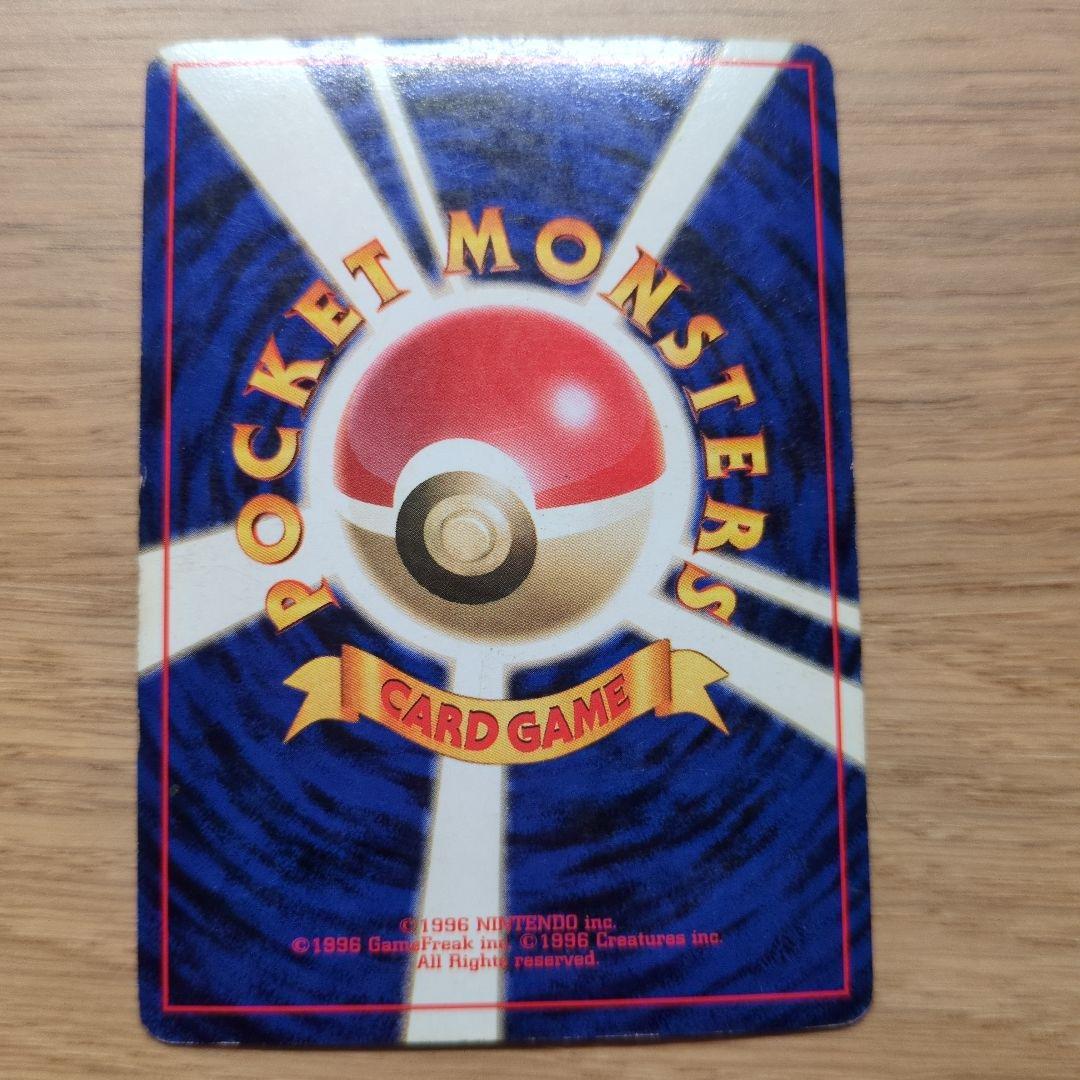 POCKET MONSTERS
CARD GAME
©1996 NINTENDO inc.
©1996 GameFreak inc. ©1996 Creatures inc.
All Rights reserved.